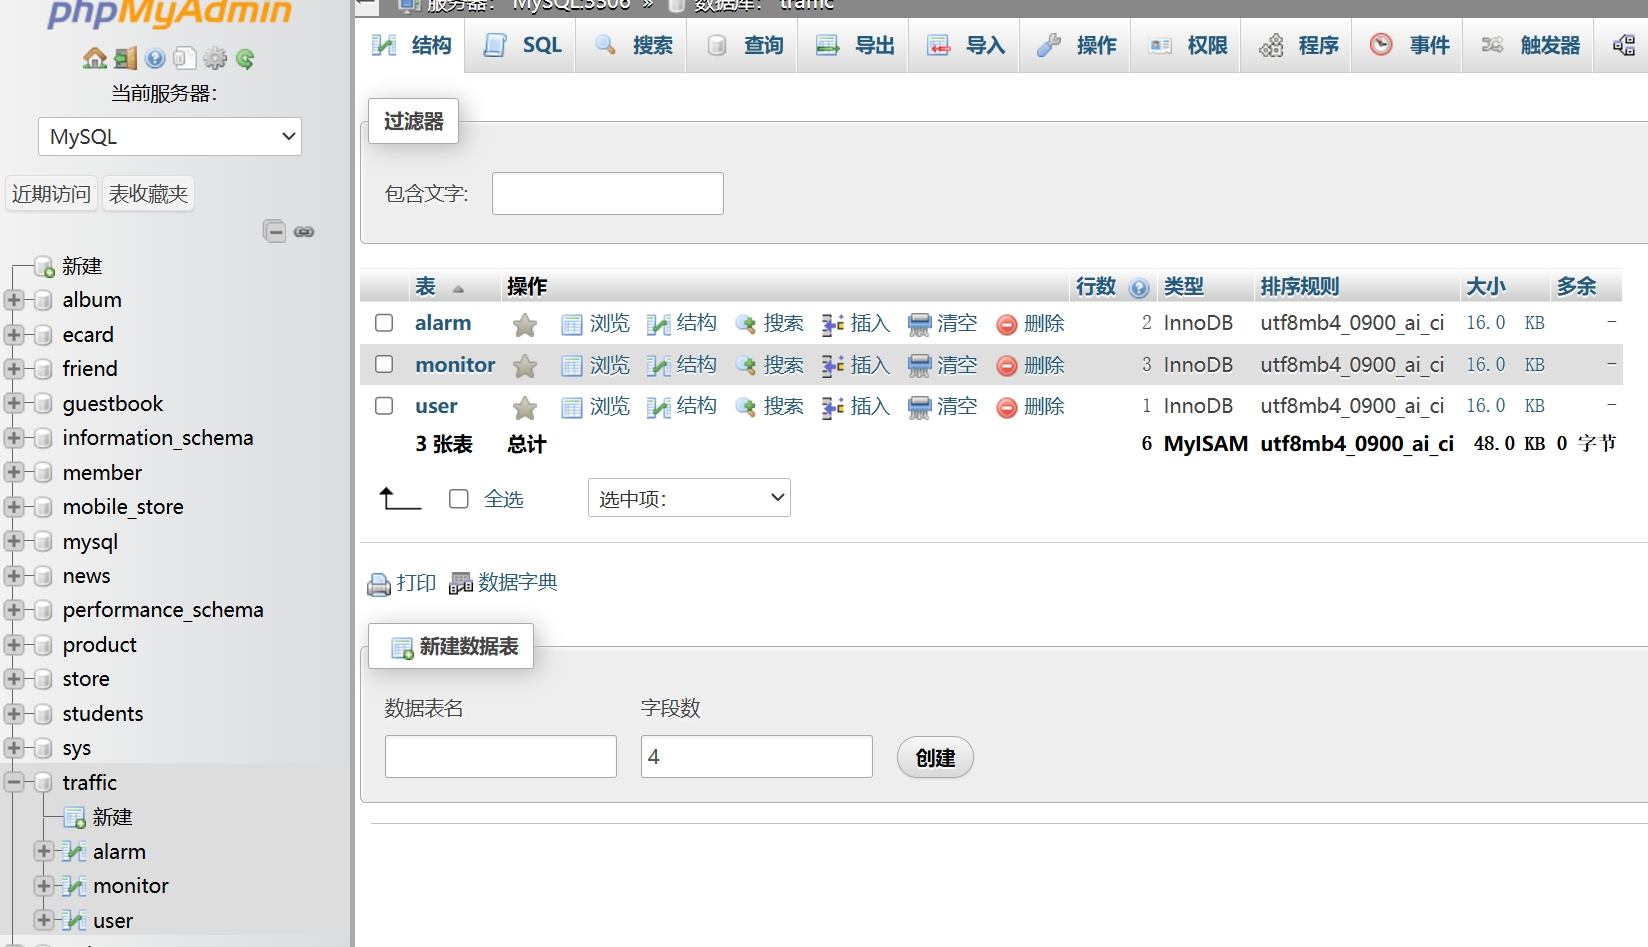 phpMyAdmin
当前服务器：
MySQL
近期访问 表收藏夹
新建
album
ecard
friend
guestbook
information_schema
member
mobile_store
mysql
news
performance_schema
product
store
students
sys
traffic
新建
alarm
monitor
user
服务器： MySQL:3306 » 数据库： traffic
结构 SQL 搜索 查询 导出 导入 操作 权限 程序 事件 触发器
过滤器
包含文字:
表 操作 行数 类型 排序规则 大小 多余
alarm 浏览 结构 搜索 插入 清空 删除 2 InnoDB utf8mb4_0900_ai_ci 16.0 KB -
monitor 浏览 结构 搜索 插入 清空 删除 3 InnoDB utf8mb4_0900_ai_ci 16.0 KB -
user 浏览 结构 搜索 插入 清空 删除 1 InnoDB utf8mb4_0900_ai_ci 16.0 KB -
3 张表 总计 6 MyISAM utf8mb4_0900_ai_ci 48.0 KB 0 字节
全选 选中项：
打印 数据字典
新建数据表
数据表名 字段数
4 创建